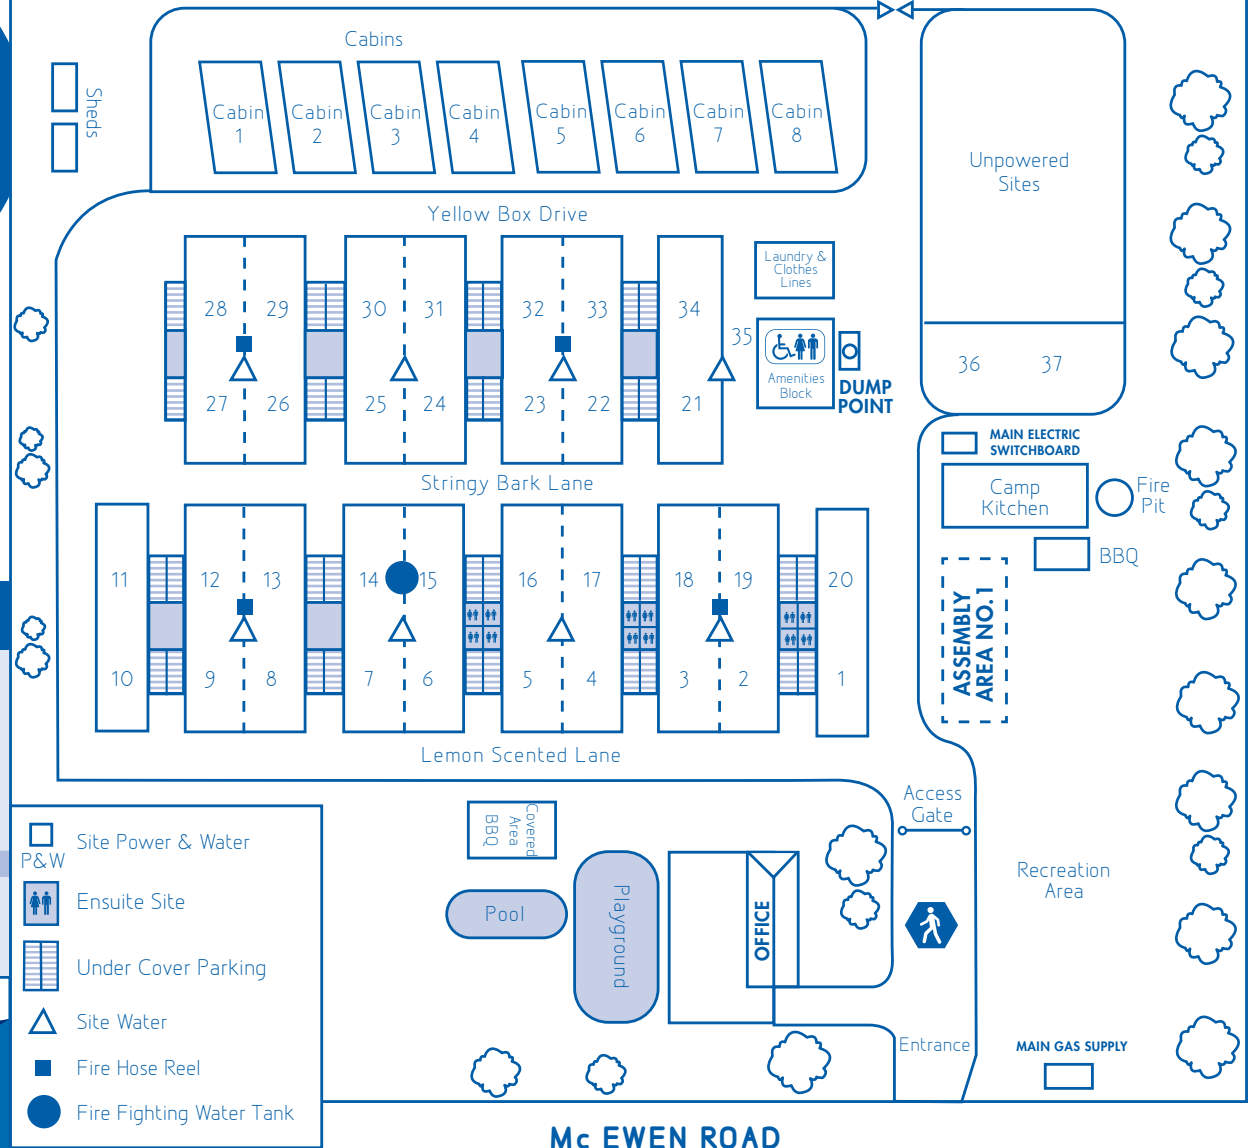 Cabins
Cabin
1
Cabin
2
Cabin
3
Cabin
4
Cabin
5
Cabin
6
Cabin
7
Cabin
8
Sheds
Unpowered
Sites
Yellow Box Drive
Laundry &
Clothes
Lines
28 29 30 31 32 33 34
35
Amenities
Block
DUMP
POINT
36 37
27 26 25 24 23 22 21
MAIN ELECTRIC
SWITCHBOARD
Stringy Bark Lane
Camp
Kitchen
Fire
Pit
BBQ
11 12 13 14 15 16 17 18 19 20
ASSEMBLY
AREA NO.1
10 9 8 7 6 5 4 3 2 1
Lemon Scented Lane
Access
Gate
Covered
Area
BBQ
Recreation
Area
Pool
Playground
OFFICE
Entrance
MAIN GAS SUPPLY
Site Power & Water
P&W
Ensuite Site
Under Cover Parking
Site Water
Fire Hose Reel
Fire Fighting Water Tank
Mc EWEN ROAD